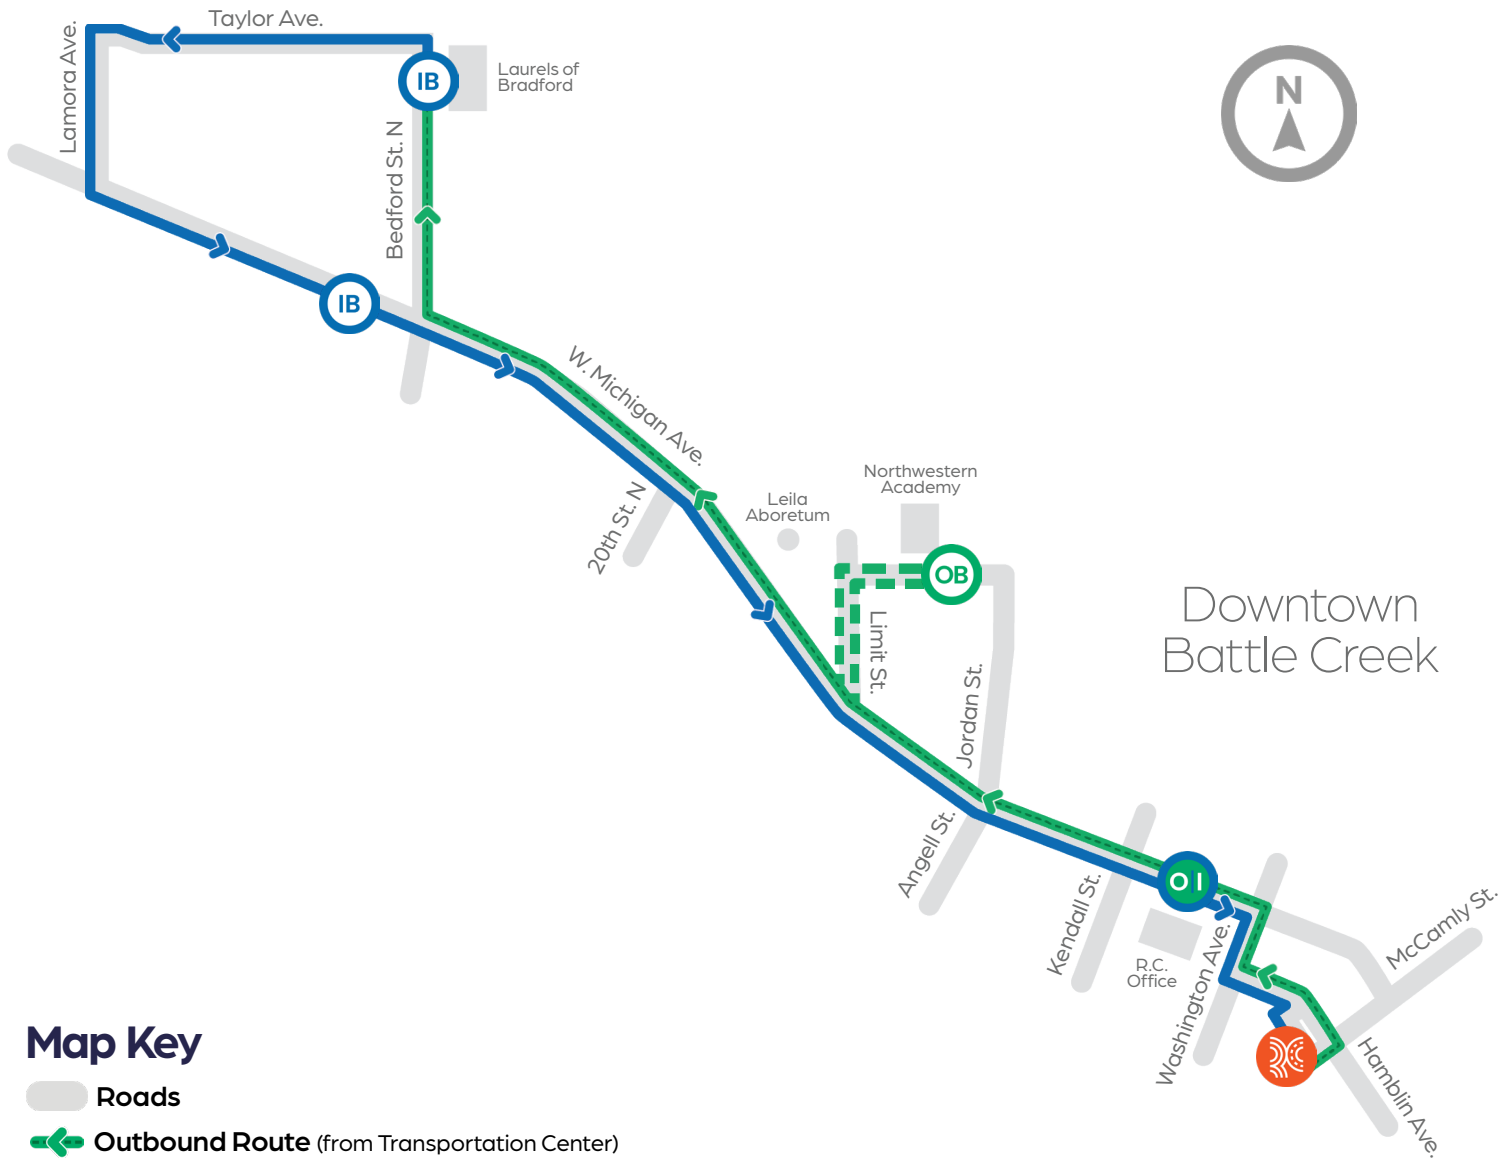 Taylor Ave.
Lamora Ave.
IB
Laurels of
Bradford
N
Bedford St. N
IB
W. Michigan Ave.
20th St. N
Leila
Aboretum
Northwestern
Academy
OB
Limit St.
Jordan St.
Downtown
Battle Creek
Angell St.
Kendall St.
O|I
R.C.
Office
Washington Ave.
McCamly St.
Hamblin Ave.
Map Key
Roads
Outbound Route (from Transportation Center)